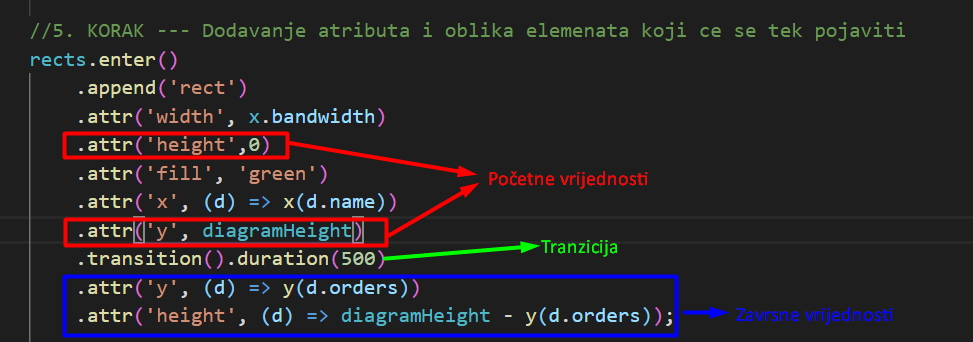 //5. KORAK --- Dodavanje atributa i oblika elemenata koji ce se tek pojaviti
rects.enter()
.append('rect')
.attr('width', x.bandwidth)
.attr('height',0)
.attr('fill', 'green')
Početne vrijednosti
.attr('x', (d) => x(d.name))
.attr('y', diagramHeight)
Tranzicija
.transition().duration(500)
.attr('y', (d) => y(d.orders))
.attr('height', (d) => diagramHeight - y(d.orders));
Zavrsne vrijednosti